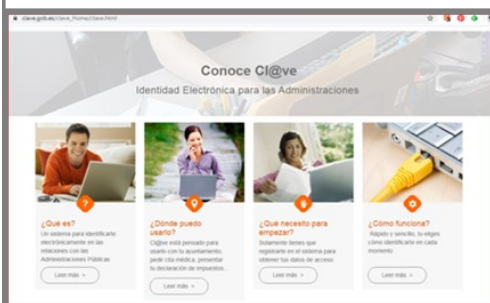 clave.gob.es/clave_Home/clave.html
Conoce Cl@ve
Identidad Electrónica para las Administraciones
?
¿Qué es?
Un sistema para identificarte
electrónicamente en las
relaciones con las
Administraciones Públicas
Leer más >
¿Dónde puedo
usarlo?
Cl@ve está pensado para
usarlo con tu ayuntamiento,
pedir cita médica, presentar
tu declaración de impuestos...
Leer más >
¿Qué necesito para
empezar?
Solamente tienes que
registrarte en el sistema para
obtener tus datos de acceso
Leer más >
¿Cómo funciona?
Rápido y sencillo, tu eliges
cómo identificarte en cada
momento
Leer más >